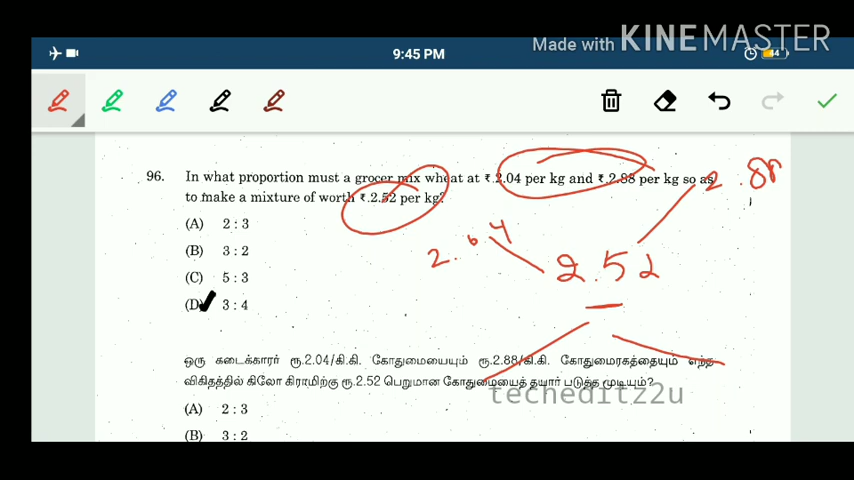 Made with KINEMASTER
9:45 PM
44
96. In what proportion must a grocer mix wheat at ₹.2.04 per kg and ₹.2.88 per kg so as
to make a mixture of worth ₹.2.52 per kg?
(A) 2 : 3
(B) 3 : 2
(C) 5 : 3
(D) 3 : 4
2.04
2.88
2.52
ஒரு கடைக்காரர் ரூ.2.04/கி.கி. கோதுமையையும் ரூ.2.88/கி.கி. கோதுமைரகத்தையும் எந்த
விகிதத்தில் கிலோ கிராமிற்கு ரூ.2.52 பெறுமான கோதுமையைத் தயார் படுத்த முடியும்?
(A) 2 : 3
(B) 3 : 2
techeditz2u